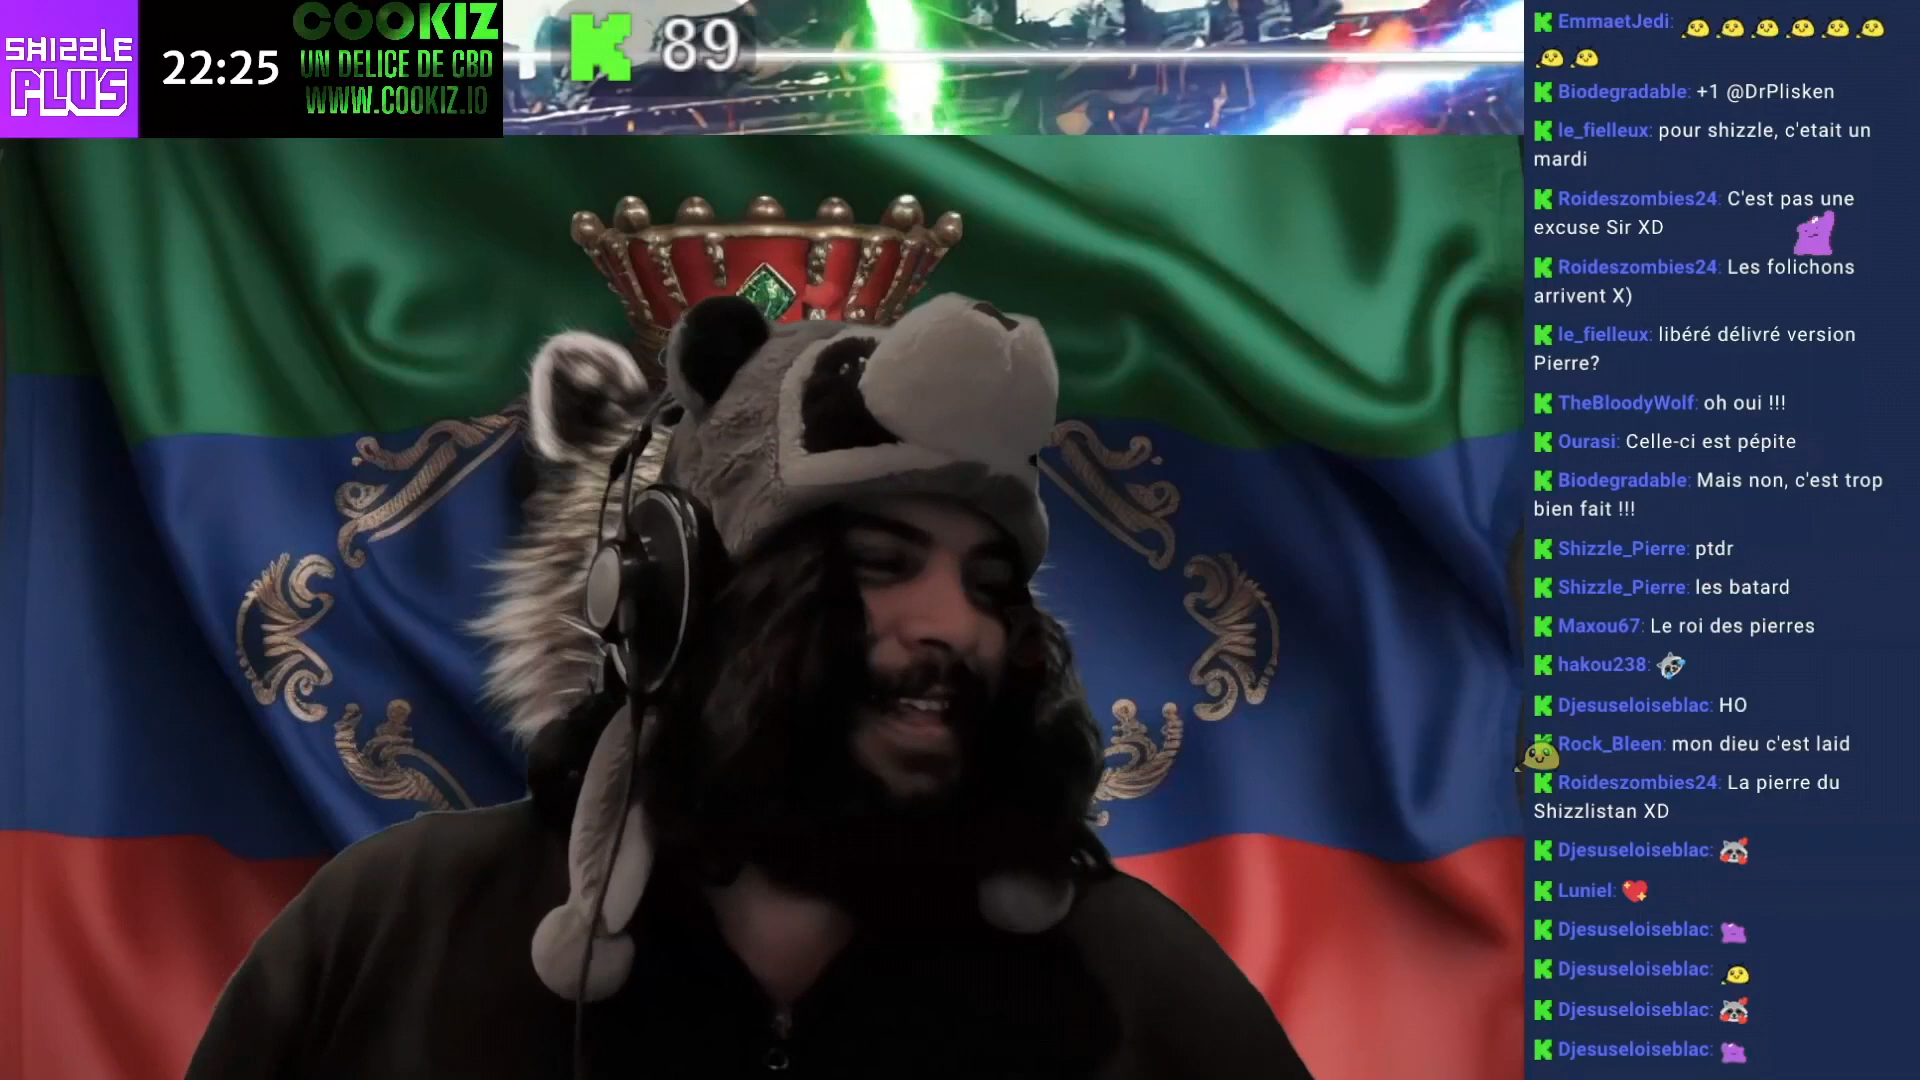 SHIZZLE
PLUS
22:25
COOKIZ
UN DELICE DE CBD
WWW.COOKIZ.IO
89
EmmaetJedi:
Biodegradable: +1 @DrPlisken
le_fielleux: pour shizzle, c'etait un
mardi
Roideszombies24: C'est pas une
excuse Sir XD
Roideszombies24: Les folichons
arrivent X)
le_fielleux: libéré délivré version
Pierre?
TheBloodyWolf: oh oui !!!
Ourasi: Celle-ci est pépite
Biodegradable: Mais non, c'est trop
bien fait !!!
Shizzle_Pierre: ptdr
Shizzle_Pierre: les batard
Maxou67: Le roi des pierres
hakou238:
Djesuseloiseblac: HO
Rock_Bleen: mon dieu c'est laid
Roideszombies24: La pierre du
Shizzlistan XD
Djesuseloiseblac:
Luniel:
Djesuseloiseblac:
Djesuseloiseblac:
Djesuseloiseblac:
Djesuseloiseblac: